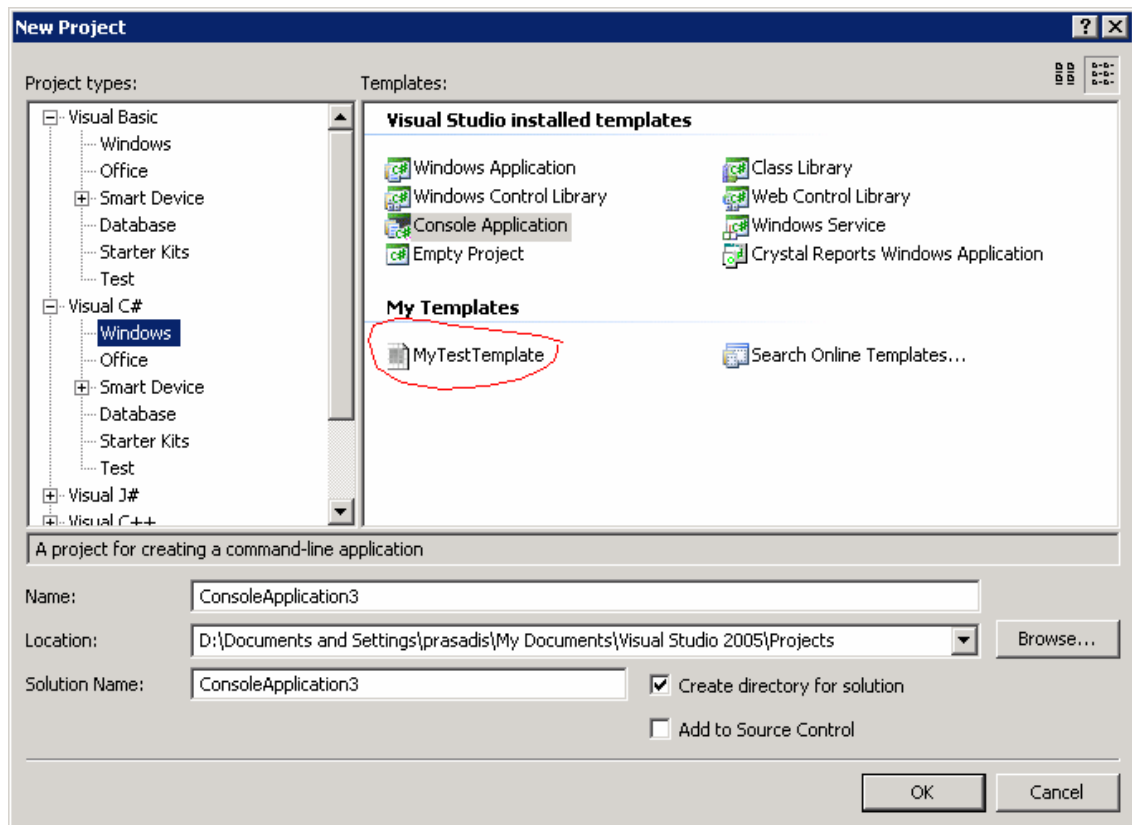 New Project
Project types:
Templates:
Visual Basic
Windows
Office
Smart Device
Database
Starter Kits
Test
Visual C#
Windows
Office
Smart Device
Database
Starter Kits
Test
Visual J#
Visual C++
Visual Studio installed templates
Windows Application
Class Library
Windows Control Library
Web Control Library
Console Application
Windows Service
Empty Project
Crystal Reports Windows Application
My Templates
MyTestTemplate
Search Online Templates...
A project for creating a command-line application
Name:
ConsoleApplication3
Location:
D:\Documents and Settings\prasadis\My Documents\Visual Studio 2005\Projects
Browse...
Solution Name:
ConsoleApplication3
Create directory for solution
Add to Source Control
OK
Cancel